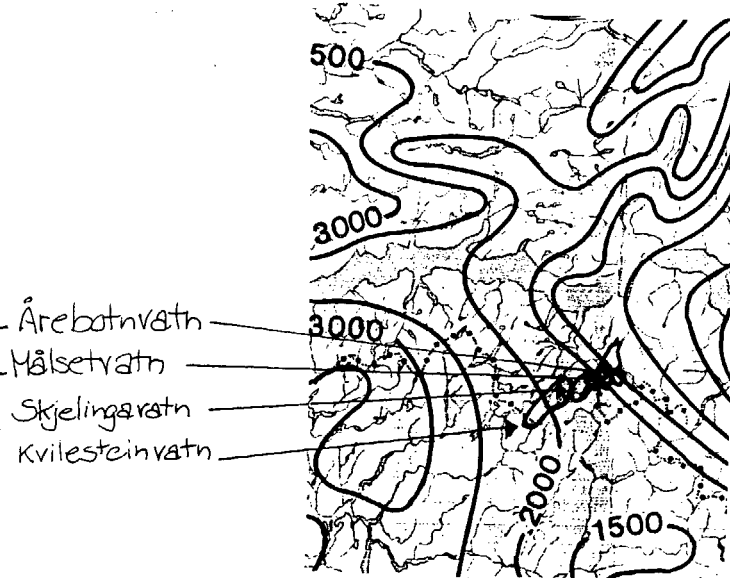 500
3000
Årebotnvatn
3000
Målsetvatn
Skjelingavatn
Kvilesteinvatn
2000
1500